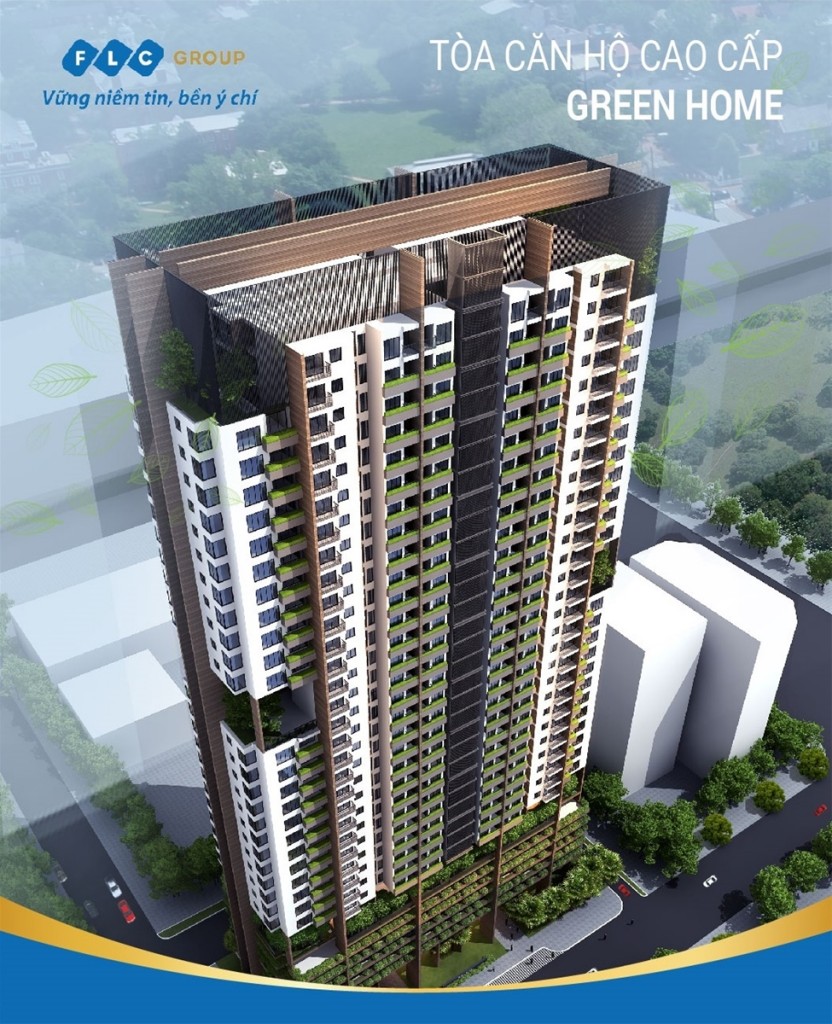 FLC GROUP
Vững niềm tin, bền ý chí
TÒA CĂN HỘ CAO CẤP
GREEN HOME